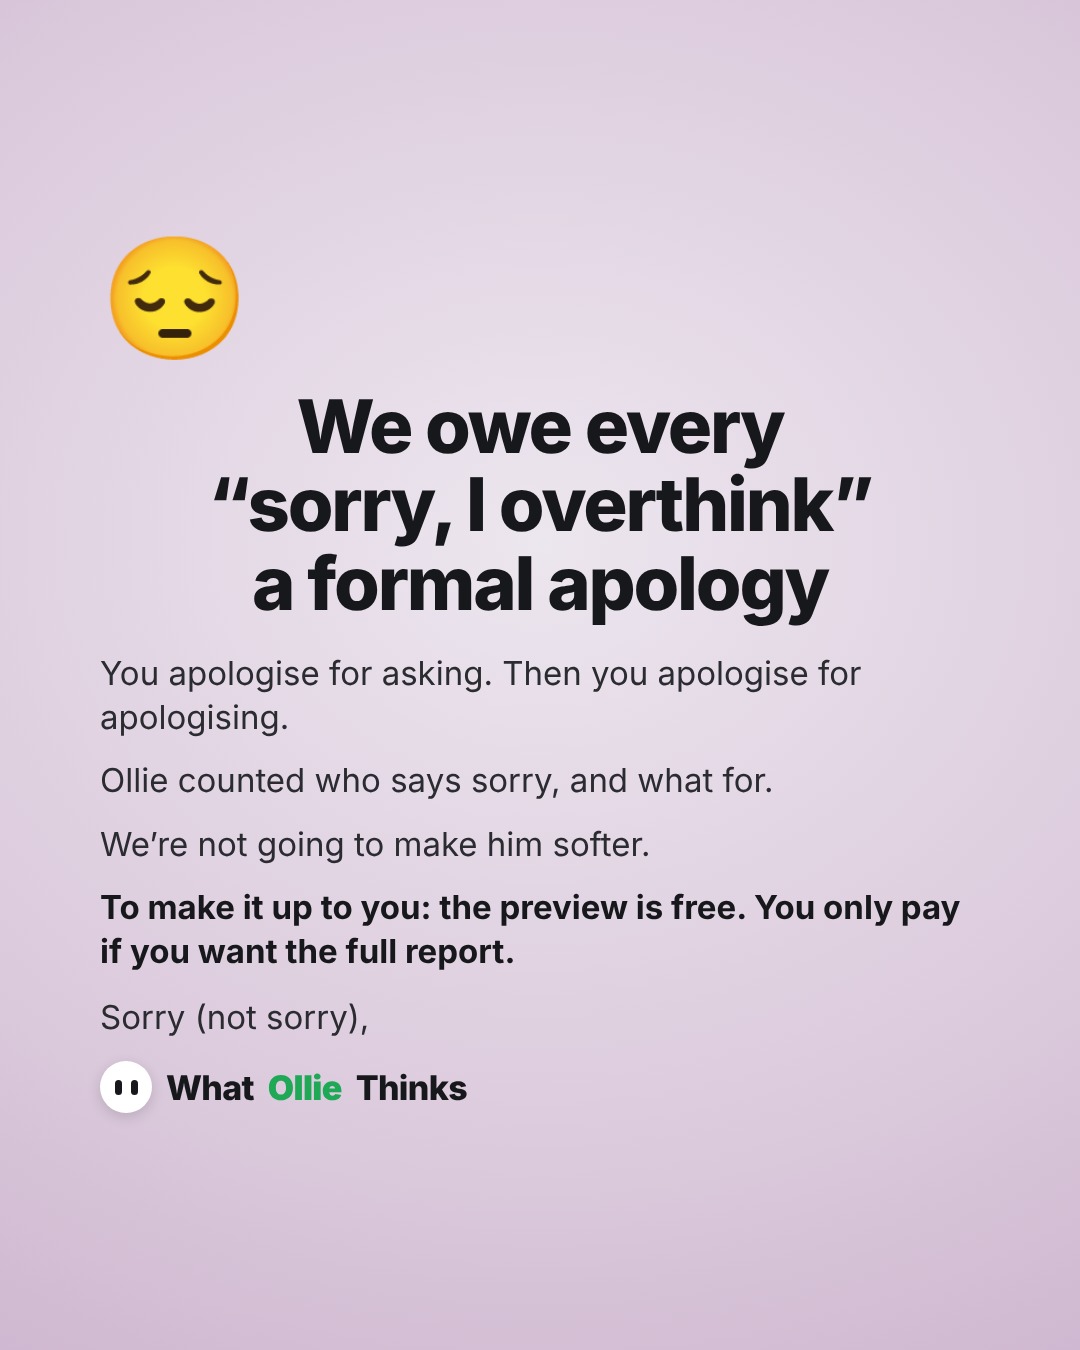 We owe every
“sorry, I overthink”
a formal apology
You apologise for asking. Then you apologise for
apologising.
Ollie counted who says sorry, and what for.
We’re not going to make him softer.
To make it up to you: the preview is free. You only pay
if you want the full report.
Sorry (not sorry),
What Ollie Thinks